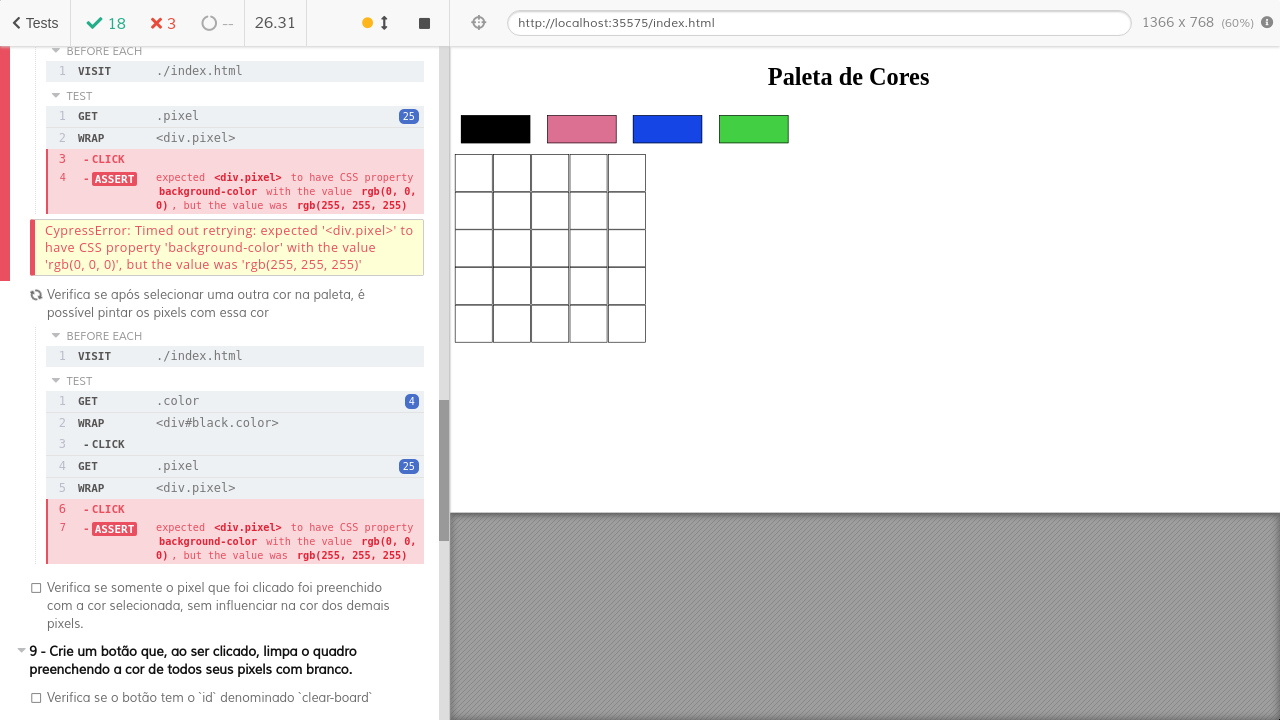 Tests 18 3 -- 26.31
http://localhost:35575/index.html 1366 x 768 (60%)
BEFORE EACH
1 VISIT ./index.html
TEST
1 GET .pixel 25
2 WRAP <div.pixel>
3 - CLICK
4 - ASSERT expected <div.pixel> to have CSS property
background-color with the value rgb(0, 0,
0) , but the value was rgb(255, 255, 255)
CypressError: Timed out retrying: expected '<div.pixel>' to
have CSS property 'background-color' with the value
'rgb(0, 0, 0)', but the value was 'rgb(255, 255, 255)'
Verifica se após selecionar uma outra cor na paleta, é
possível pintar os pixels com essa cor
BEFORE EACH
1 VISIT ./index.html
TEST
1 GET .color 4
2 WRAP <div#black.color>
3 - CLICK
4 GET .pixel 25
5 WRAP <div.pixel>
6 - CLICK
7 - ASSERT expected <div.pixel> to have CSS property
background-color with the value rgb(0, 0,
0) , but the value was rgb(255, 255, 255)
Verifica se somente o pixel que foi clicado foi preenchido
com a cor selecionada, sem influenciar na cor dos demais
pixels.
9 - Crie um botão que, ao ser clicado, limpa o quadro
preenchendo a cor de todos seus pixels com branco.
Verifica se o botão tem o `id` denominado `clear-board`
Paleta de Cores